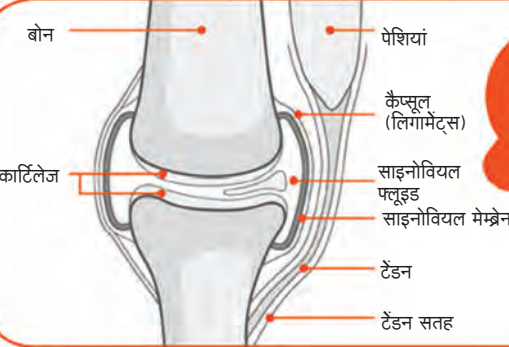 बोन
पेशियां
कैप्सूल
(लिगामेंट्स)
कार्टिलेज
साइनोवियल
फ्लूइड
साइनोवियल मेम्ब्रेन
टेंडन
टेंडन सतह